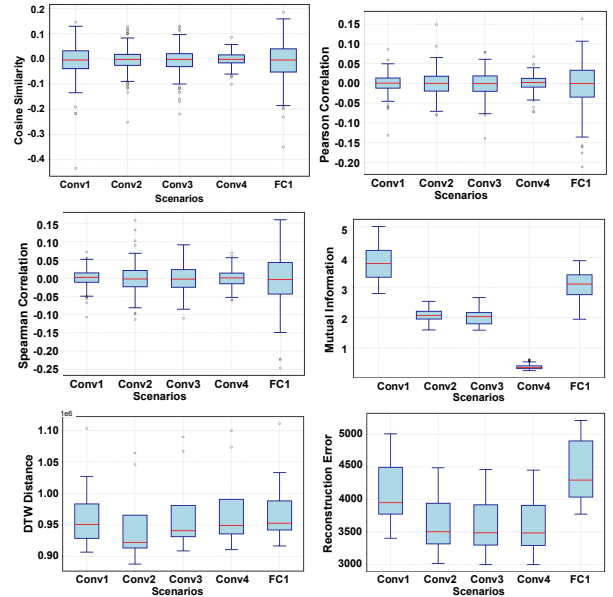 Cosine Similarity
0.2
0.1
0.0
-0.1
-0.2
-0.3
-0.4
Conv1 Conv2 Conv3 Conv4 FC1
Scenarios
Pearson Correlation
0.15
0.10
0.05
0.00
-0.05
-0.10
-0.15
-0.20
Conv1 Conv2 Conv3 Conv4 FC1
Scenarios
Spearman Correlation
0.15
0.10
0.05
0.00
-0.05
-0.10
-0.15
-0.20
-0.25
Conv1 Conv2 Conv3 Conv4 FC1
Scenarios
Mutual Information
5
4
3
2
1
Conv1 Conv2 Conv3 Conv4 FC1
Scenarios
DTW Distance
1e6
1.10
1.05
1.00
0.95
0.90
Conv1 Conv2 Conv3 Conv4 FC1
Scenarios
Reconstruction Error
5000
4500
4000
3500
3000
Conv1 Conv2 Conv3 Conv4 FC1
Scenarios